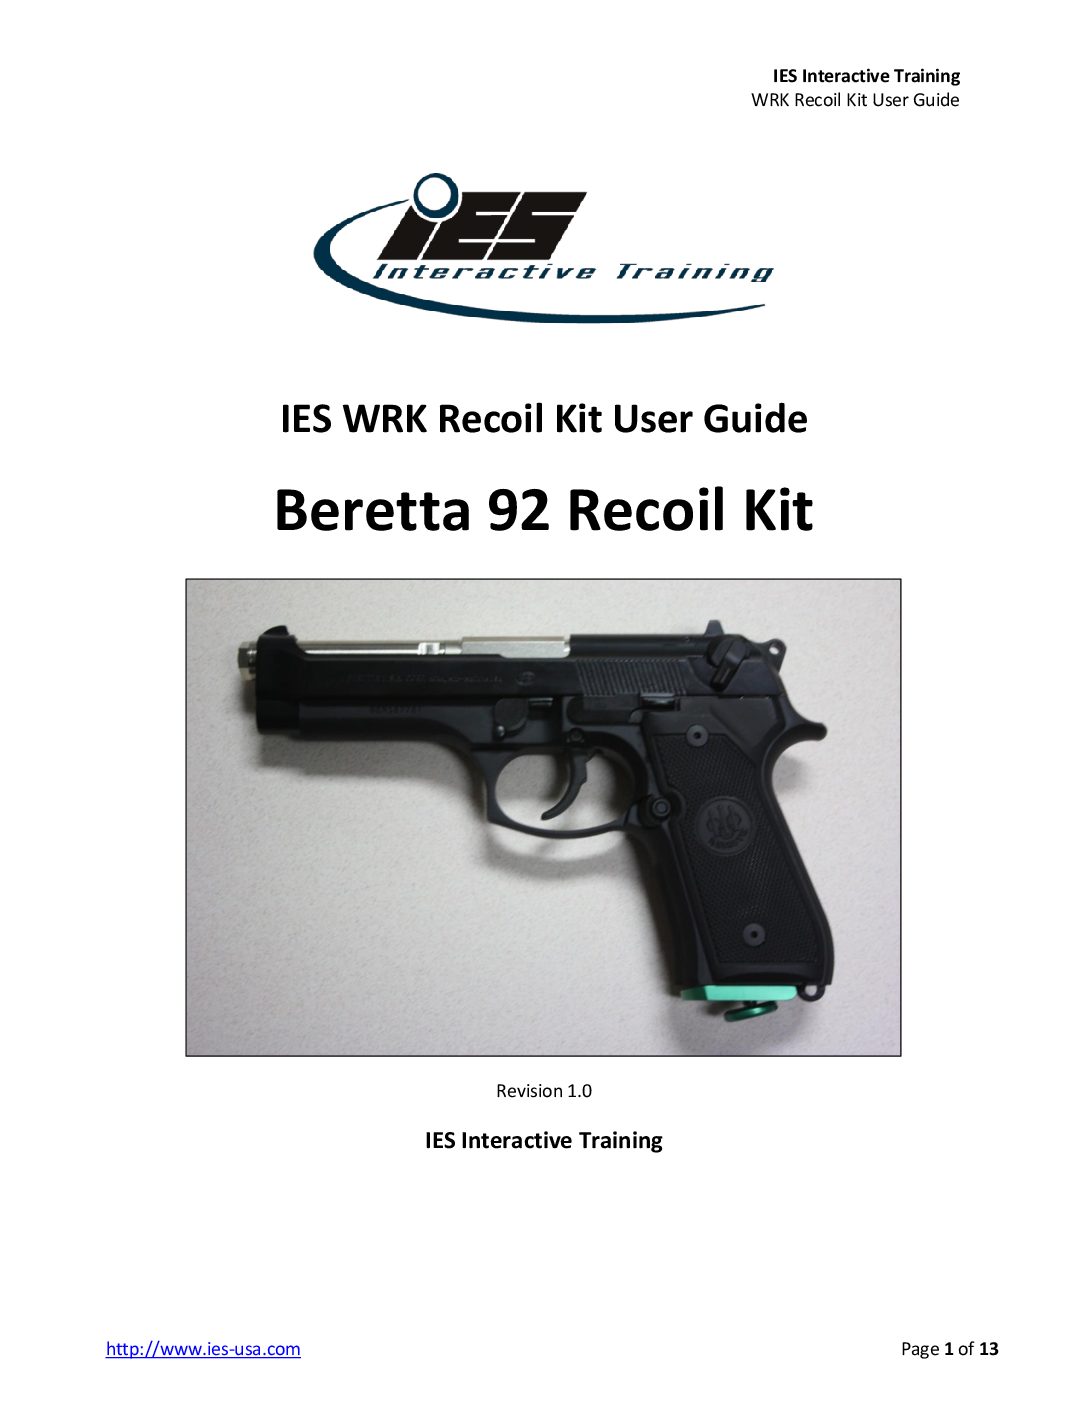 IES Interactive Training
WRK Recoil Kit User Guide
iES
Interactive Training
IES WRK Recoil Kit User Guide
Beretta 92 Recoil Kit
Revision 1.0
IES Interactive Training
http://www.ies-usa.com
Page 1 of 13